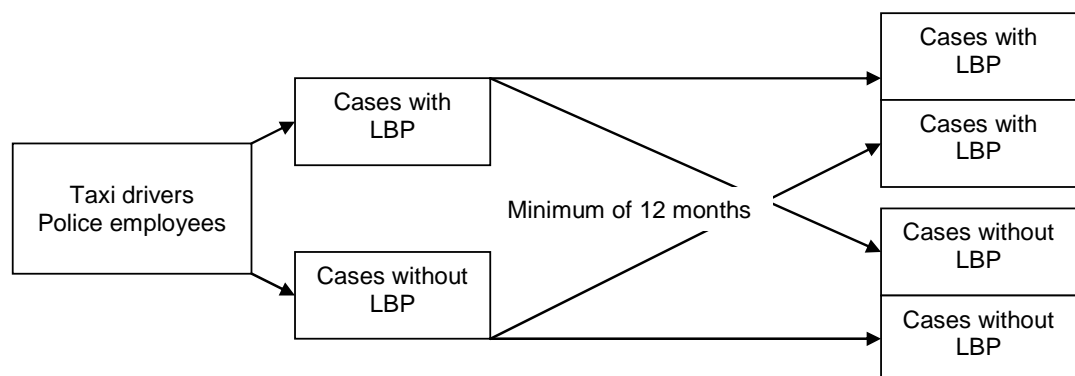 Taxi drivers
Police employees
Cases with
LBP
Cases without
LBP
Minimum of 12 months
Cases with
LBP
Cases with
LBP
Cases without
LBP
Cases without
LBP